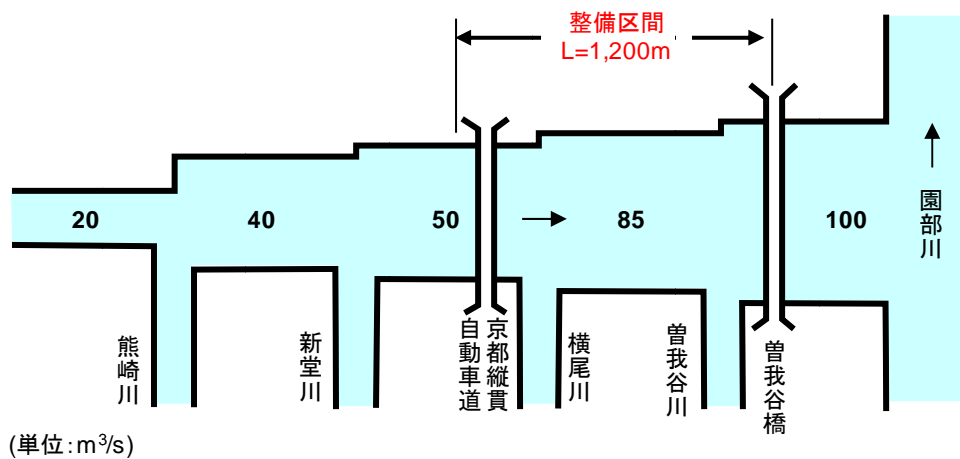 整備区間
L=1,200m
20
40
50
85
100
園部川
熊崎川
新堂川
京都縦貫
自動車道
横尾川
曽我谷川
曽我谷橋
(単位:m³/s)